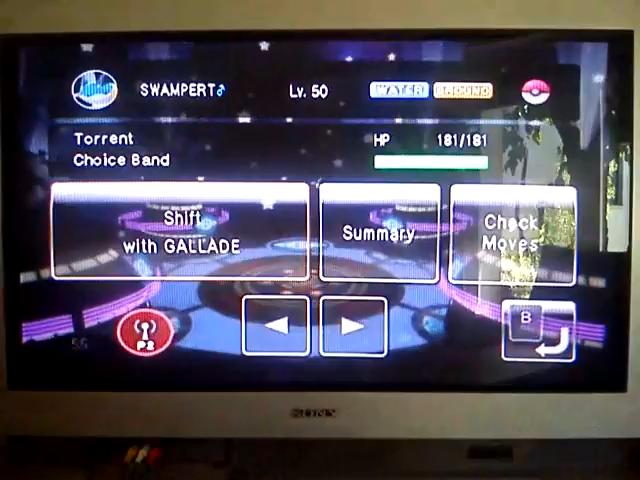 SWAMPERT♂ Lv. 50 WATER GROUND
Torrent HP 181/181
Choice Band
Shift
with GALLADE
Summary
Check
Moves
P2
B
SONY